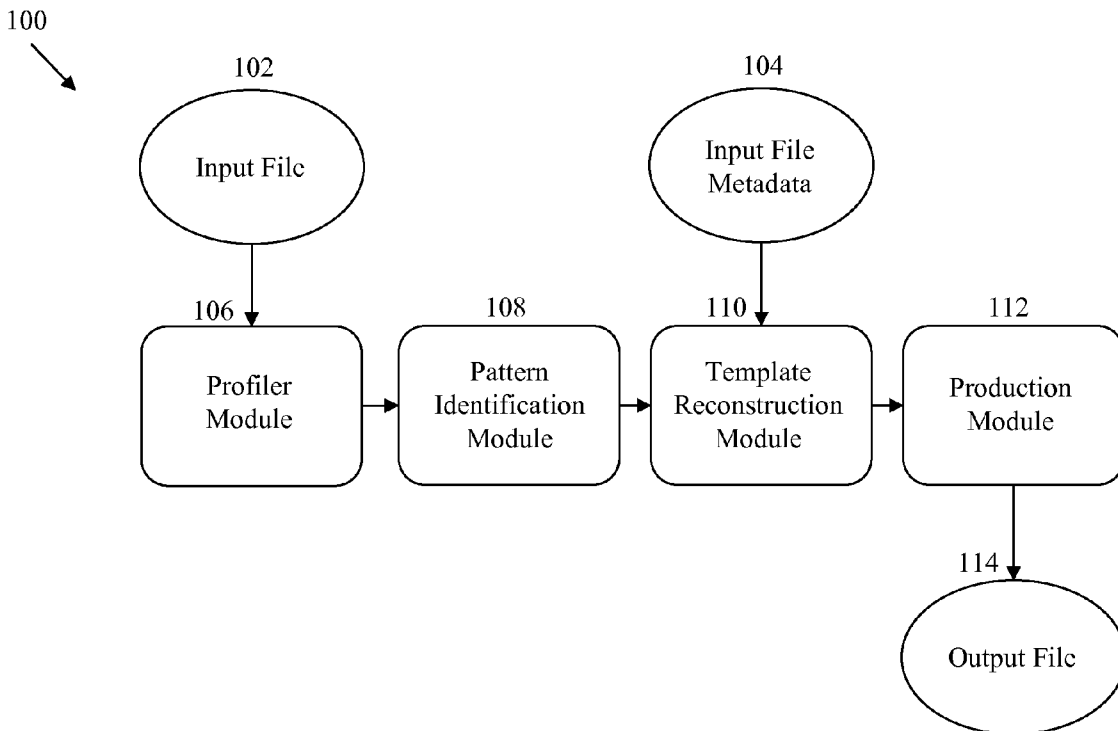 100
102
104
Input File
Input File
Metadata
106
108
110
112
Profiler
Module
Pattern
Identification
Module
Template
Reconstruction
Module
Production
Module
114
Output File